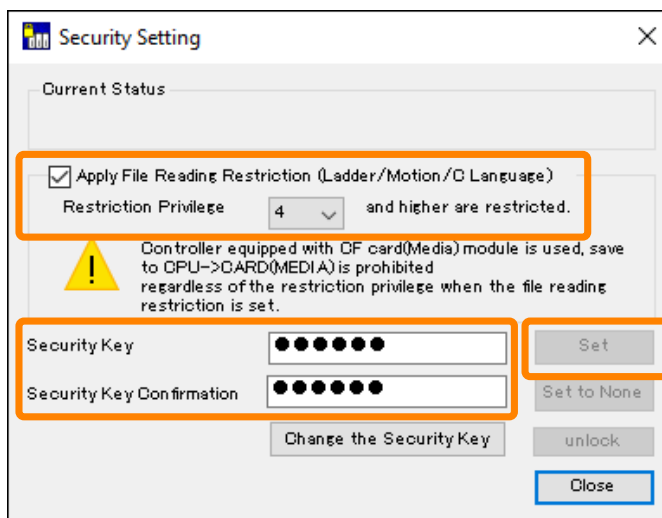 Security Setting
Current Status
Apply File Reading Restriction (Ladder/Motion/C Language)
Restriction Privilege 4 and higher are restricted.
Controller equipped with CF card(Media) module is used, save
to CPU->CARD(MEDIA) is prohibited
regardless of the restriction privilege when the file reading
restriction is set.
Security Key ●●●●●● Set
Security Key Confirmation ●●●●●● Set to None
Change the Security Key unlock
Close